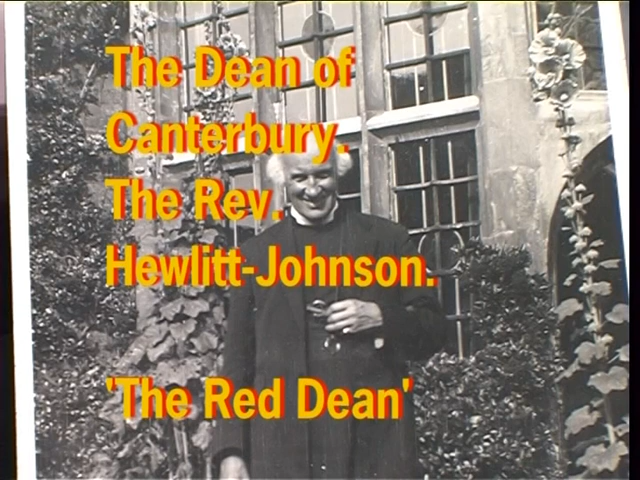 The Dean of
Canterbury.
The Rev.
Hewlitt-Johnson.
'The Red Dean'